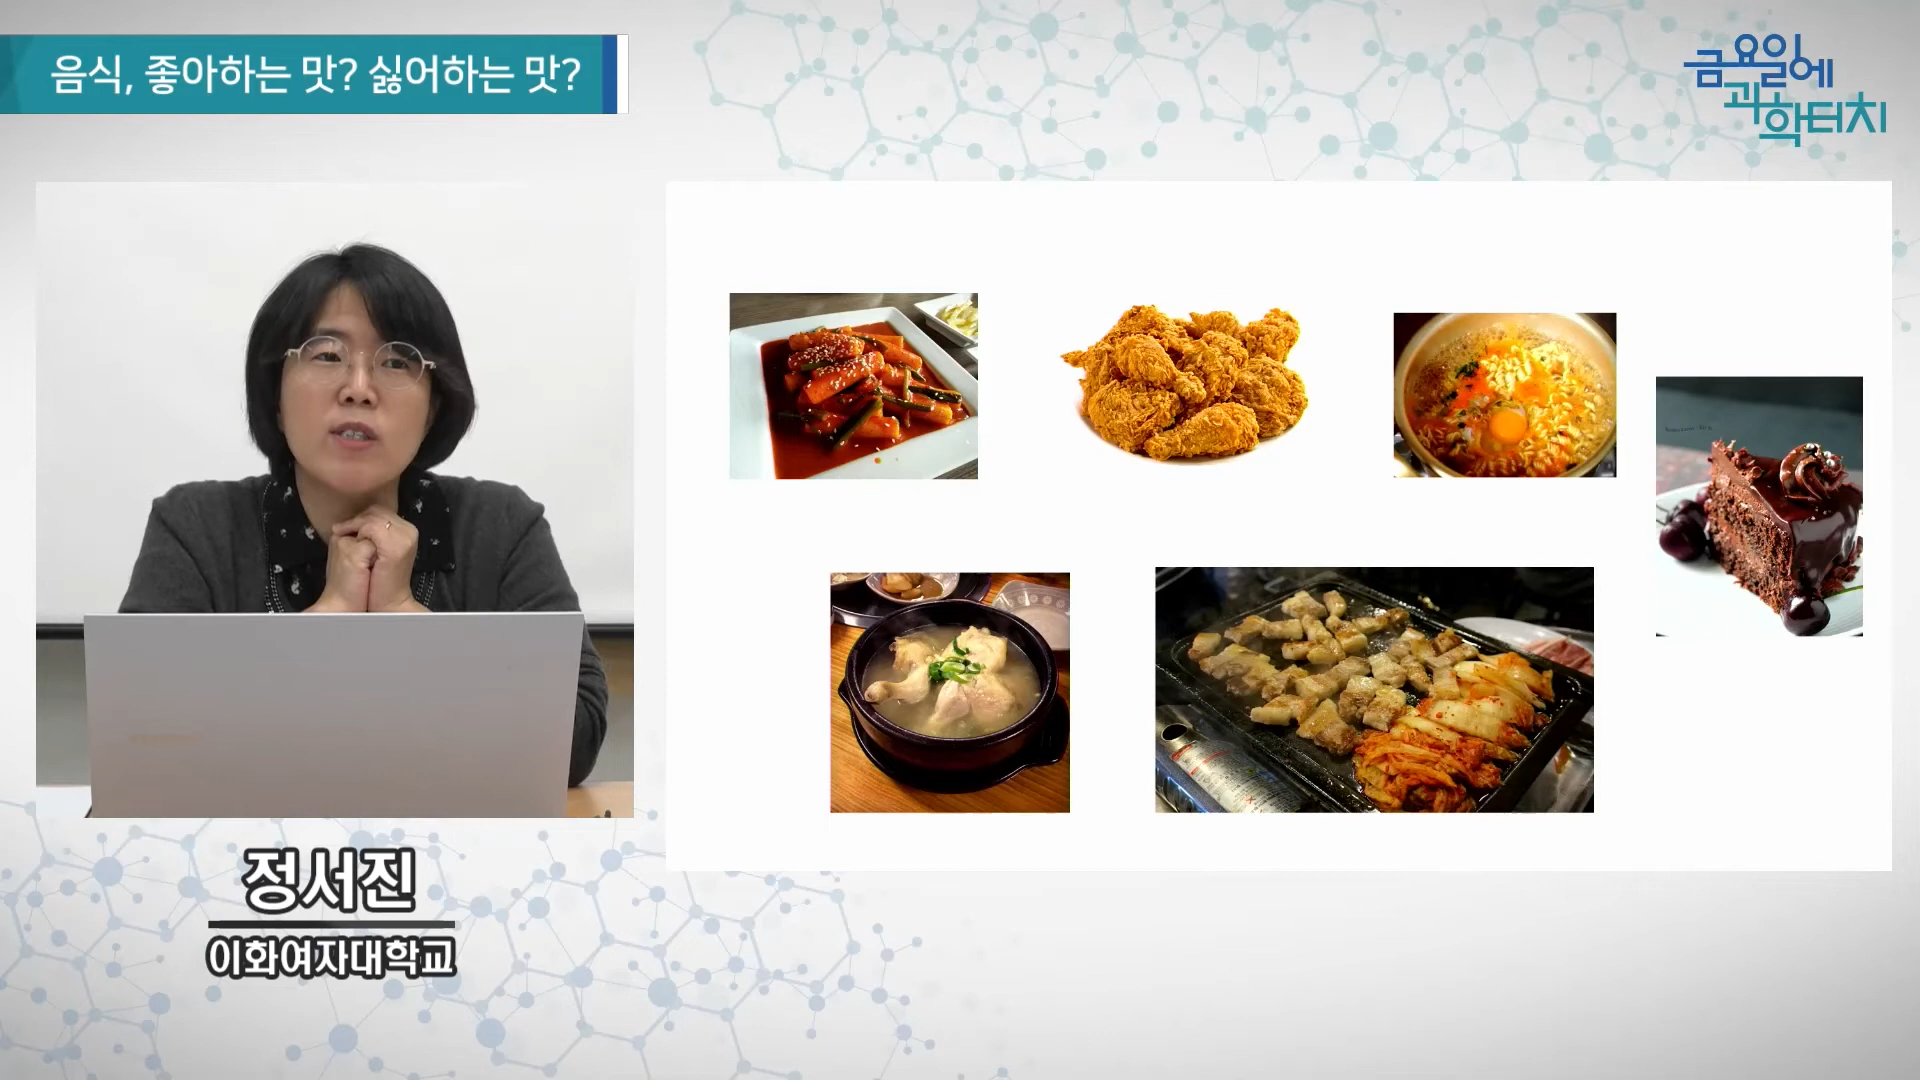 음식, 좋아하는 맛? 싫어하는 맛?
금요일에
과학터치
정서진
이화여자대학교